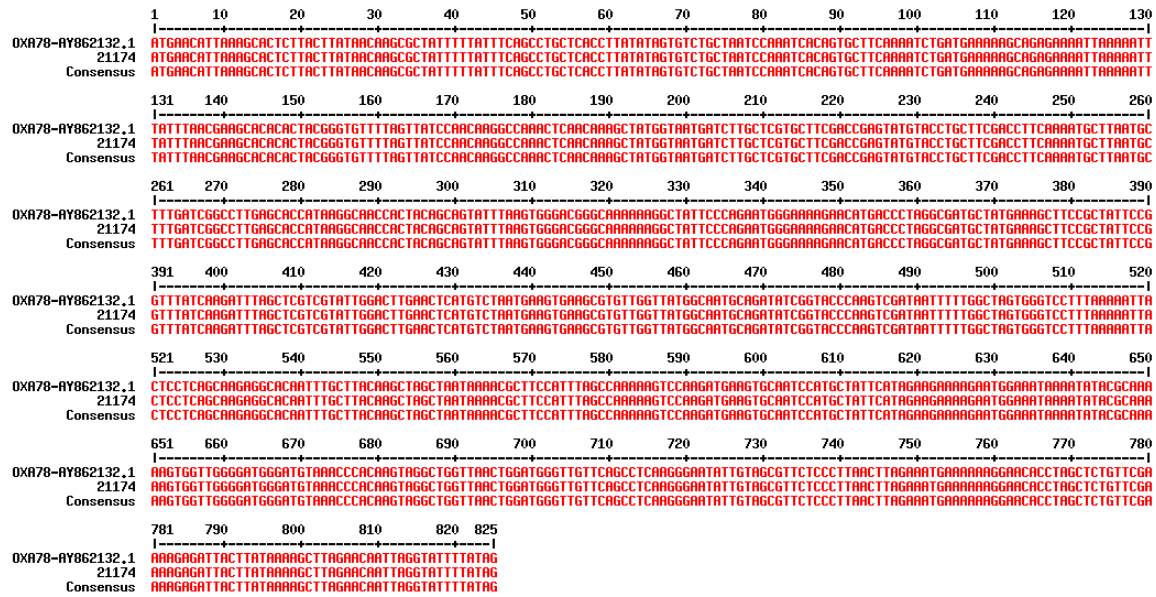 1 10 20 30 40 50 60 70 80 90 100 110 120 130
|---------+---------+---------+---------+---------+---------+---------+---------+---------+---------+---------+---------+---------|
OXA78-AY862132.1 ATGAACATTAAAGCACTCTTACTTATAACAAGCGCTATTTTTATTTCAGCCTGCTCACCTTATATAGTGTCTGCTAATCCAAATCACAGTGCTTCAAAATCTGATGAAAAAGCAGAGAAAATTAAAAATT
21174 ATGAACATTAAAGCACTCTTACTTATAACAAGCGCTATTTTTATTTCAGCCTGCTCACCTTATATAGTGTCTGCTAATCCAAATCACAGTGCTTCAAAATCTGATGAAAAAGCAGAGAAAATTAAAAATT
Consensus ATGAACATTAAAGCACTCTTACTTATAACAAGCGCTATTTTTATTTCAGCCTGCTCACCTTATATAGTGTCTGCTAATCCAAATCACAGTGCTTCAAAATCTGATGAAAAAGCAGAGAAAATTAAAAATT
131 140 150 160 170 180 190 200 210 220 230 240 250 260
|---------+---------+---------+---------+---------+---------+---------+---------+---------+---------+---------+---------+---------|
OXA78-AY862132.1 TATTTAACGAAGCACACACTACGGGTGTTTTAGTTATCCAACAAGGCCAAACTCAACAAAGCTATGGTAATGATCTTGCTCGTGCTTCGACCGAGTATGTACCTGCTTCGACCTTCAAAATGCTTAATGC
21174 TATTTAACGAAGCACACACTACGGGTGTTTTAGTTATCCAACAAGGCCAAACTCAACAAAGCTATGGTAATGATCTTGCTCGTGCTTCGACCGAGTATGTACCTGCTTCGACCTTCAAAATGCTTAATGC
Consensus TATTTAACGAAGCACACACTACGGGTGTTTTAGTTATCCAACAAGGCCAAACTCAACAAAGCTATGGTAATGATCTTGCTCGTGCTTCGACCGAGTATGTACCTGCTTCGACCTTCAAAATGCTTAATGC
261 270 280 290 300 310 320 330 340 350 360 370 380 390
|---------+---------+---------+---------+---------+---------+---------+---------+---------+---------+---------+---------+---------|
OXA78-AY862132.1 TTTGATCGGCCTTGAGCACCATAAGGCAACCACTACAGCAGTATTTAAGTGGGACGGGCAAAAAAGGCTATTCCCAGAATGGGAAAAGAACATGACCCTAGGCGATGCTATGAAAGCTTCCGCTATTCCG
21174 TTTGATCGGCCTTGAGCACCATAAGGCAACCACTACAGCAGTATTTAAGTGGGACGGGCAAAAAAGGCTATTCCCAGAATGGGAAAAGAACATGACCCTAGGCGATGCTATGAAAGCTTCCGCTATTCCG
Consensus TTTGATCGGCCTTGAGCACCATAAGGCAACCACTACAGCAGTATTTAAGTGGGACGGGCAAAAAAGGCTATTCCCAGAATGGGAAAAGAACATGACCCTAGGCGATGCTATGAAAGCTTCCGCTATTCCG
391 400 410 420 430 440 450 460 470 480 490 500 510 520
|---------+---------+---------+---------+---------+---------+---------+---------+---------+---------+---------+---------+---------|
OXA78-AY862132.1 GTTTATCAAGATTTAGCTCGTCGTATTGGACTTGAACTCATGTCTAATGAAGTGAAGCGTGTTGGTTATGGCAATGCAGATATCGGTACCCAAGTCGATAATTTTTGGCTAGTGGGTCCTTTAAAAATTA
21174 GTTTATCAAGATTTAGCTCGTCGTATTGGACTTGAACTCATGTCTAATGAAGTGAAGCGTGTTGGTTATGGCAATGCAGATATCGGTACCCAAGTCGATAATTTTTGGCTAGTGGGTCCTTTAAAAATTA
Consensus GTTTATCAAGATTTAGCTCGTCGTATTGGACTTGAACTCATGTCTAATGAAGTGAAGCGTGTTGGTTATGGCAATGCAGATATCGGTACCCAAGTCGATAATTTTTGGCTAGTGGGTCCTTTAAAAATTA
521 530 540 550 560 570 580 590 600 610 620 630 640 650
|---------+---------+---------+---------+---------+---------+---------+---------+---------+---------+---------+---------+---------|
OXA78-AY862132.1 CTCCTCAGCAAGAGGCACAATTTGCTTACAAGCTAGCTAATAAAACGCTTCCATTTAGCCAAAAAGTCCAAGATGAAGTGCAATCCATGCTATTCATAGAAGAAAAGAATGGAAATAAAATATACGCAAA
21174 CTCCTCAGCAAGAGGCACAATTTGCTTACAAGCTAGCTAATAAAACGCTTCCATTTAGCCAAAAAGTCCAAGATGAAGTGCAATCCATGCTATTCATAGAAGAAAAGAATGGAAATAAAATATACGCAAA
Consensus CTCCTCAGCAAGAGGCACAATTTGCTTACAAGCTAGCTAATAAAACGCTTCCATTTAGCCAAAAAGTCCAAGATGAAGTGCAATCCATGCTATTCATAGAAGAAAAGAATGGAAATAAAATATACGCAAA
651 660 670 680 690 700 710 720 730 740 750 760 770 780
|---------+---------+---------+---------+---------+---------+---------+---------+---------+---------+---------+---------+---------|
OXA78-AY862132.1 AAGTGGTTGGGGATGGGATGTAAACCCACAAGTAGGCTGGTTAACTGGATGGGTTGTTCAGCCTCAAGGGAATATTGTAGCGTTCTCCCTTAACTTAGAAATGAAAAAAGGAACACCTAGCTCTGTTCGA
21174 AAGTGGTTGGGGATGGGATGTAAACCCACAAGTAGGCTGGTTAACTGGATGGGTTGTTCAGCCTCAAGGGAATATTGTAGCGTTCTCCCTTAACTTAGAAATGAAAAAAGGAACACCTAGCTCTGTTCGA
Consensus AAGTGGTTGGGGATGGGATGTAAACCCACAAGTAGGCTGGTTAACTGGATGGGTTGTTCAGCCTCAAGGGAATATTGTAGCGTTCTCCCTTAACTTAGAAATGAAAAAAGGAACACCTAGCTCTGTTCGA
781 790 800 810 820 825
|---------+---------+---------+---------+----|
OXA78-AY862132.1 AAAGAGATTACTTATAAAAGCTTAGAACAATTAGGTATTTTATAG
21174 AAAGAGATTACTTATAAAAGCTTAGAACAATTAGGTATTTTATAG
Consensus AAAGAGATTACTTATAAAAGCTTAGAACAATTAGGTATTTTATAG